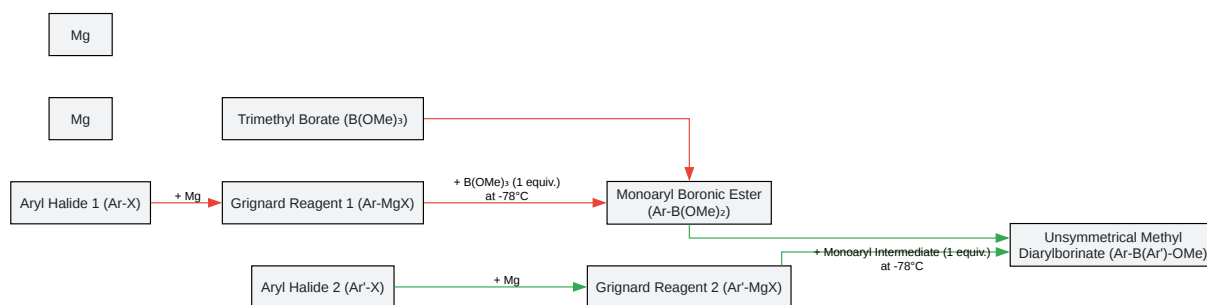 Mg
Mg
Trimethyl Borate (B(OMe)₃)
Aryl Halide 1 (Ar-X)
+ Mg
Grignard Reagent 1 (Ar-MgX)
+ B(OMe)₃ (1 equiv.)
at -78°C
Monoaryl Boronic Ester
(Ar-B(OMe)₂)
Unsymmetrical Methyl
Diarylborinate (Ar-B(Ar')-OMe)
+ Monoaryl Intermediate (1 equiv.)
at -78°C
Aryl Halide 2 (Ar'-X)
+ Mg
Grignard Reagent 2 (Ar'-MgX)